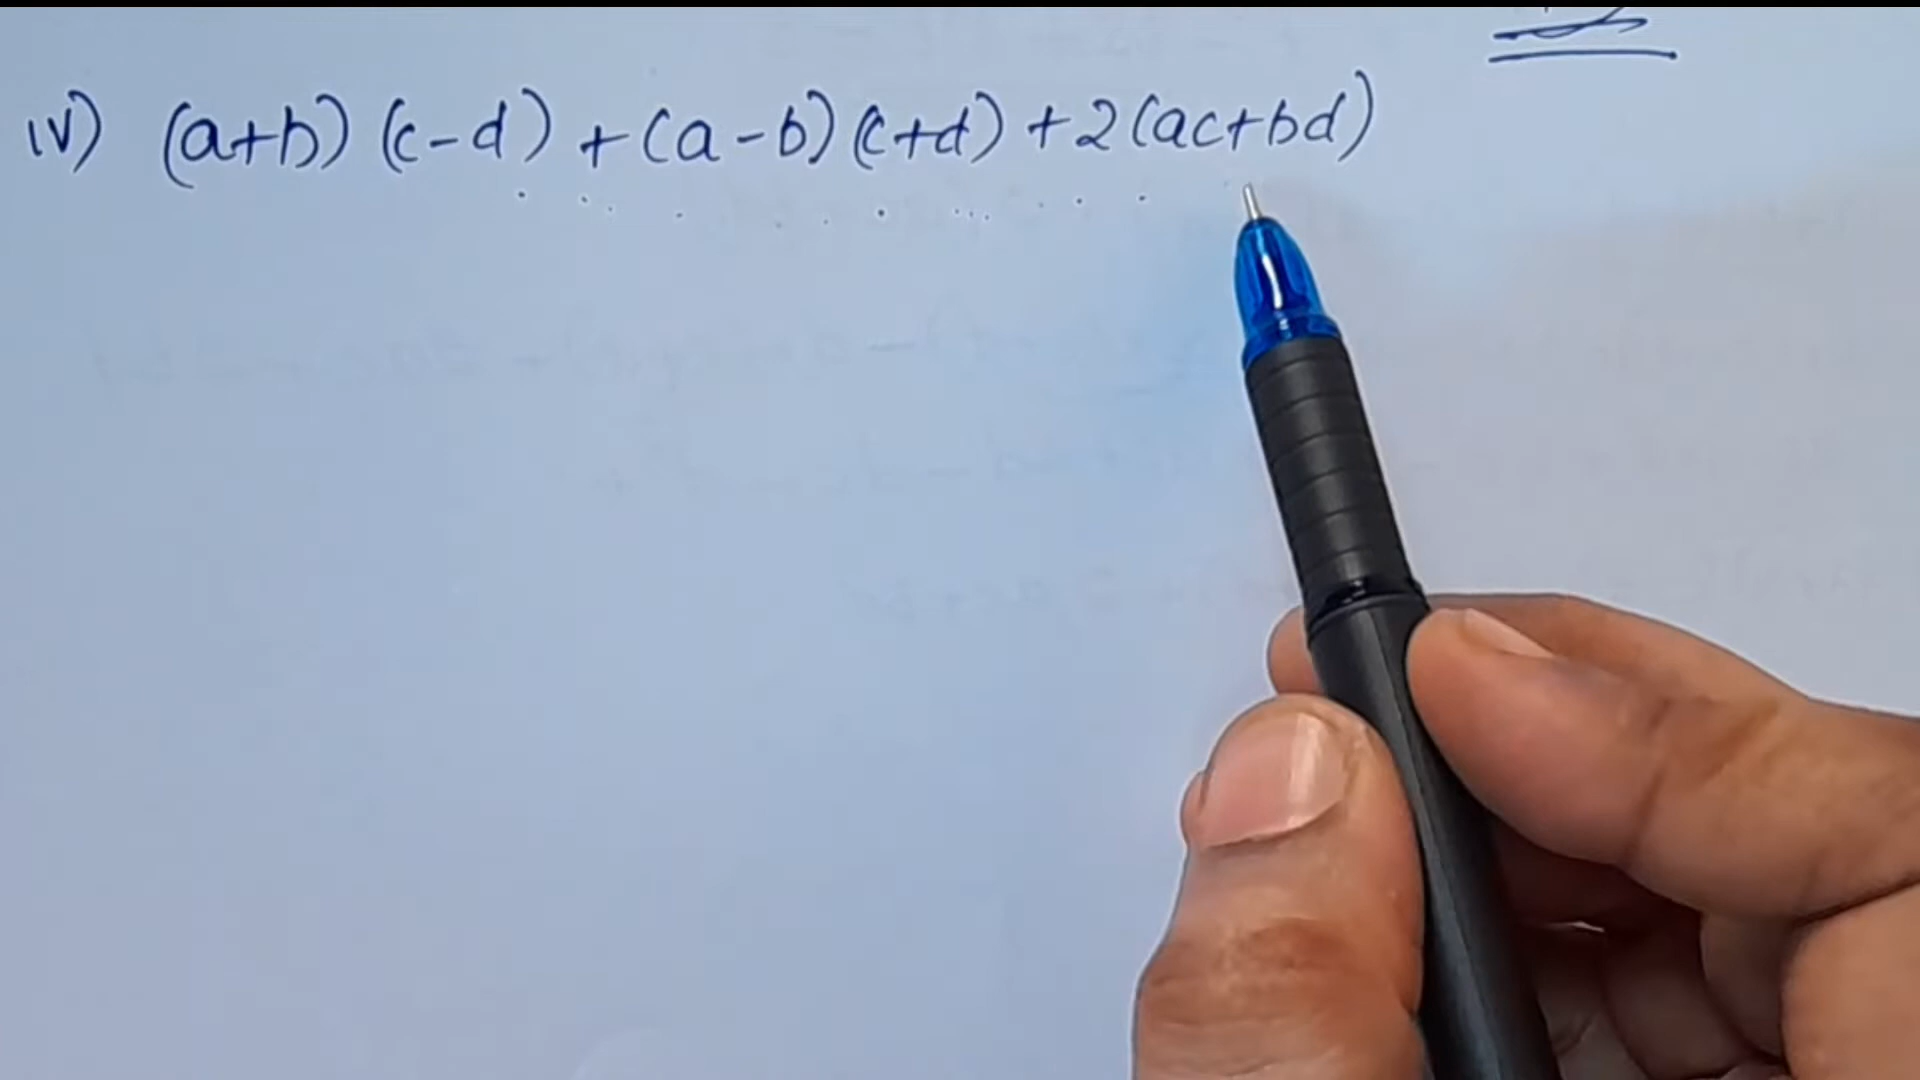 iv) (a+b) (c-d) + (a-b) (c+d) + 2 (ac+bd)